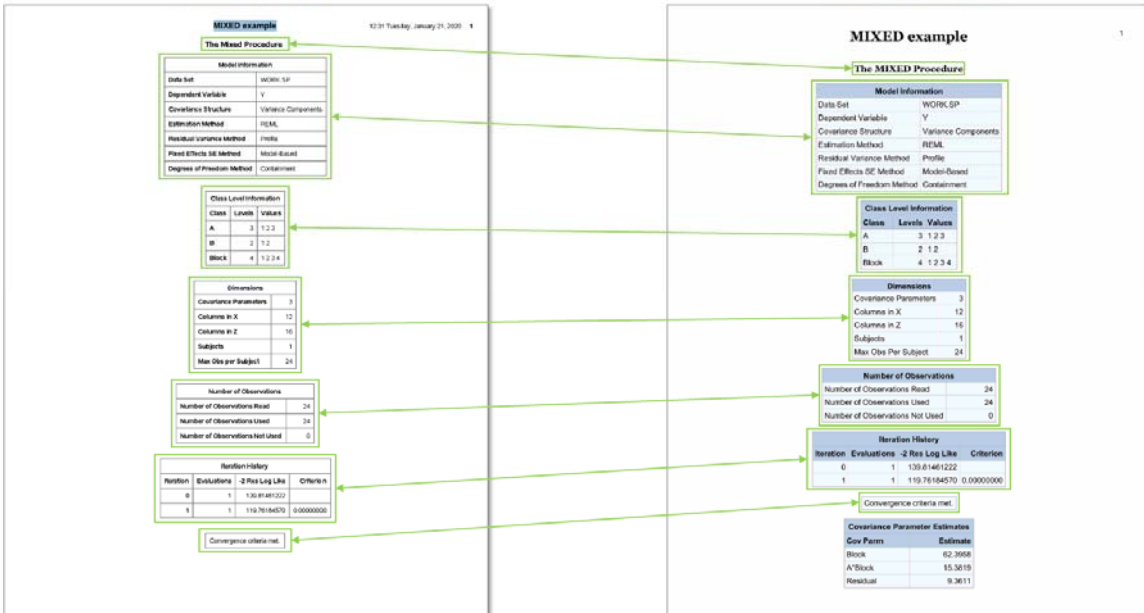 MIXED example
12:31 Tuesday, January 21, 2020 1
The Mixed Procedure
Model Information
Data Set WORK.SP
Dependent Variable Y
Covariance Structure Variance Components
Estimation Method REML
Residual Variance Method Profile
Fixed Effects SE Method Model-Based
Degrees of Freedom Method Containment
Class Level Information
Class Levels Values
A 3 1 2 3
B 2 1 2
Block 4 1 2 3 4
Dimensions
Covariance Parameters 3
Columns in X 12
Columns in Z 16
Subjects 1
Max Obs per Subject 24
Number of Observations
Number of Observations Read 24
Number of Observations Used 24
Number of Observations Not Used 0
Iteration History
Iteration Evaluations -2 Res Log Like Criterion
0 1 139.81461222
1 1 119.76184570 0.00000000
Convergence criteria met.
MIXED example
1
The MIXED Procedure
Model Information
Data Set WORK.SP
Dependent Variable Y
Covariance Structure Variance Components
Estimation Method REML
Residual Variance Method Profile
Fixed Effects SE Method Model-Based
Degrees of Freedom Method Containment
Class Level Information
Class Levels Values
A 3 1 2 3
B 2 1 2
Block 4 1 2 3 4
Dimensions
Covariance Parameters 3
Columns in X 12
Columns in Z 16
Subjects 1
Max Obs Per Subject 24
Number of Observations
Number of Observations Read 24
Number of Observations Used 24
Number of Observations Not Used 0
Iteration History
Iteration Evaluations -2 Res Log Like Criterion
0 1 139.81461222
1 1 119.76184570 0.00000000
Convergence criteria met.
Covariance Parameter Estimates
Cov Parm Estimate
Block 62.3958
A*Block 15.3819
Residual 9.3611